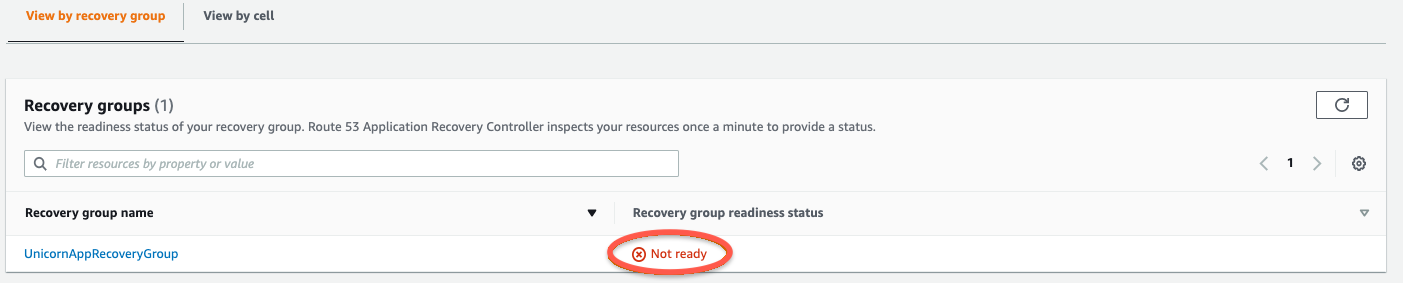 View by recovery group
View by cell
Recovery groups (1)
View the readiness status of your recovery group. Route 53 Application Recovery Controller inspects your resources once a minute to provide a status.
Filter resources by property or value
1
Recovery group name
Recovery group readiness status
UnicornAppRecoveryGroup
Not ready